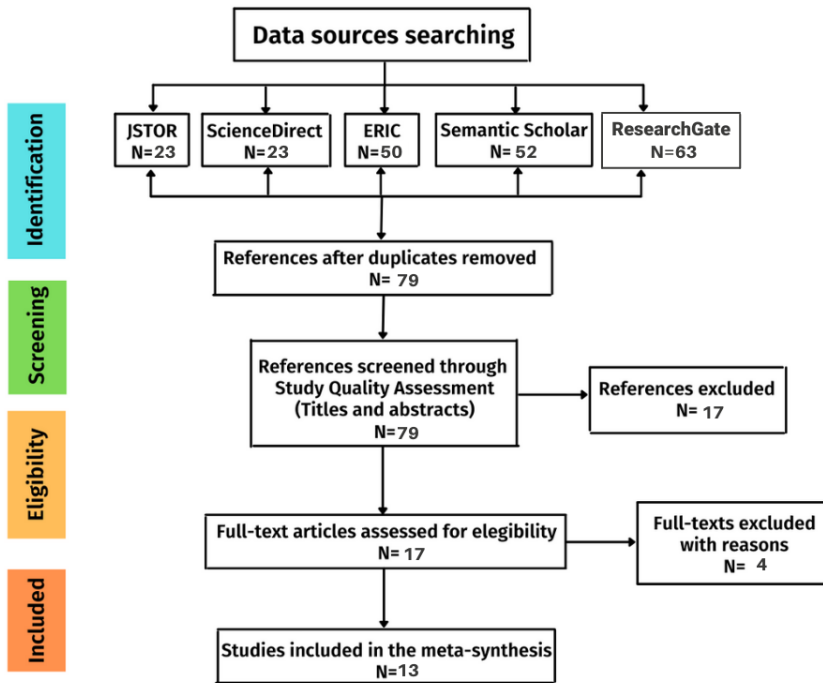 Data sources searching
Identification
JSTOR
N=23
ScienceDirect
N=23
ERIC
N=50
Semantic Scholar
N= 52
ResearchGate
N=63
References after duplicates removed
N= 79
Screening
References screened through
Study Quality Assessment
(Titles and abstracts)
N=79
References excluded
N= 17
Eligibility
Full-text articles assessed for elegibility
N= 17
Full-texts excluded
with reasons
N= 4
Included
Studies included in the meta-synthesis
N=13